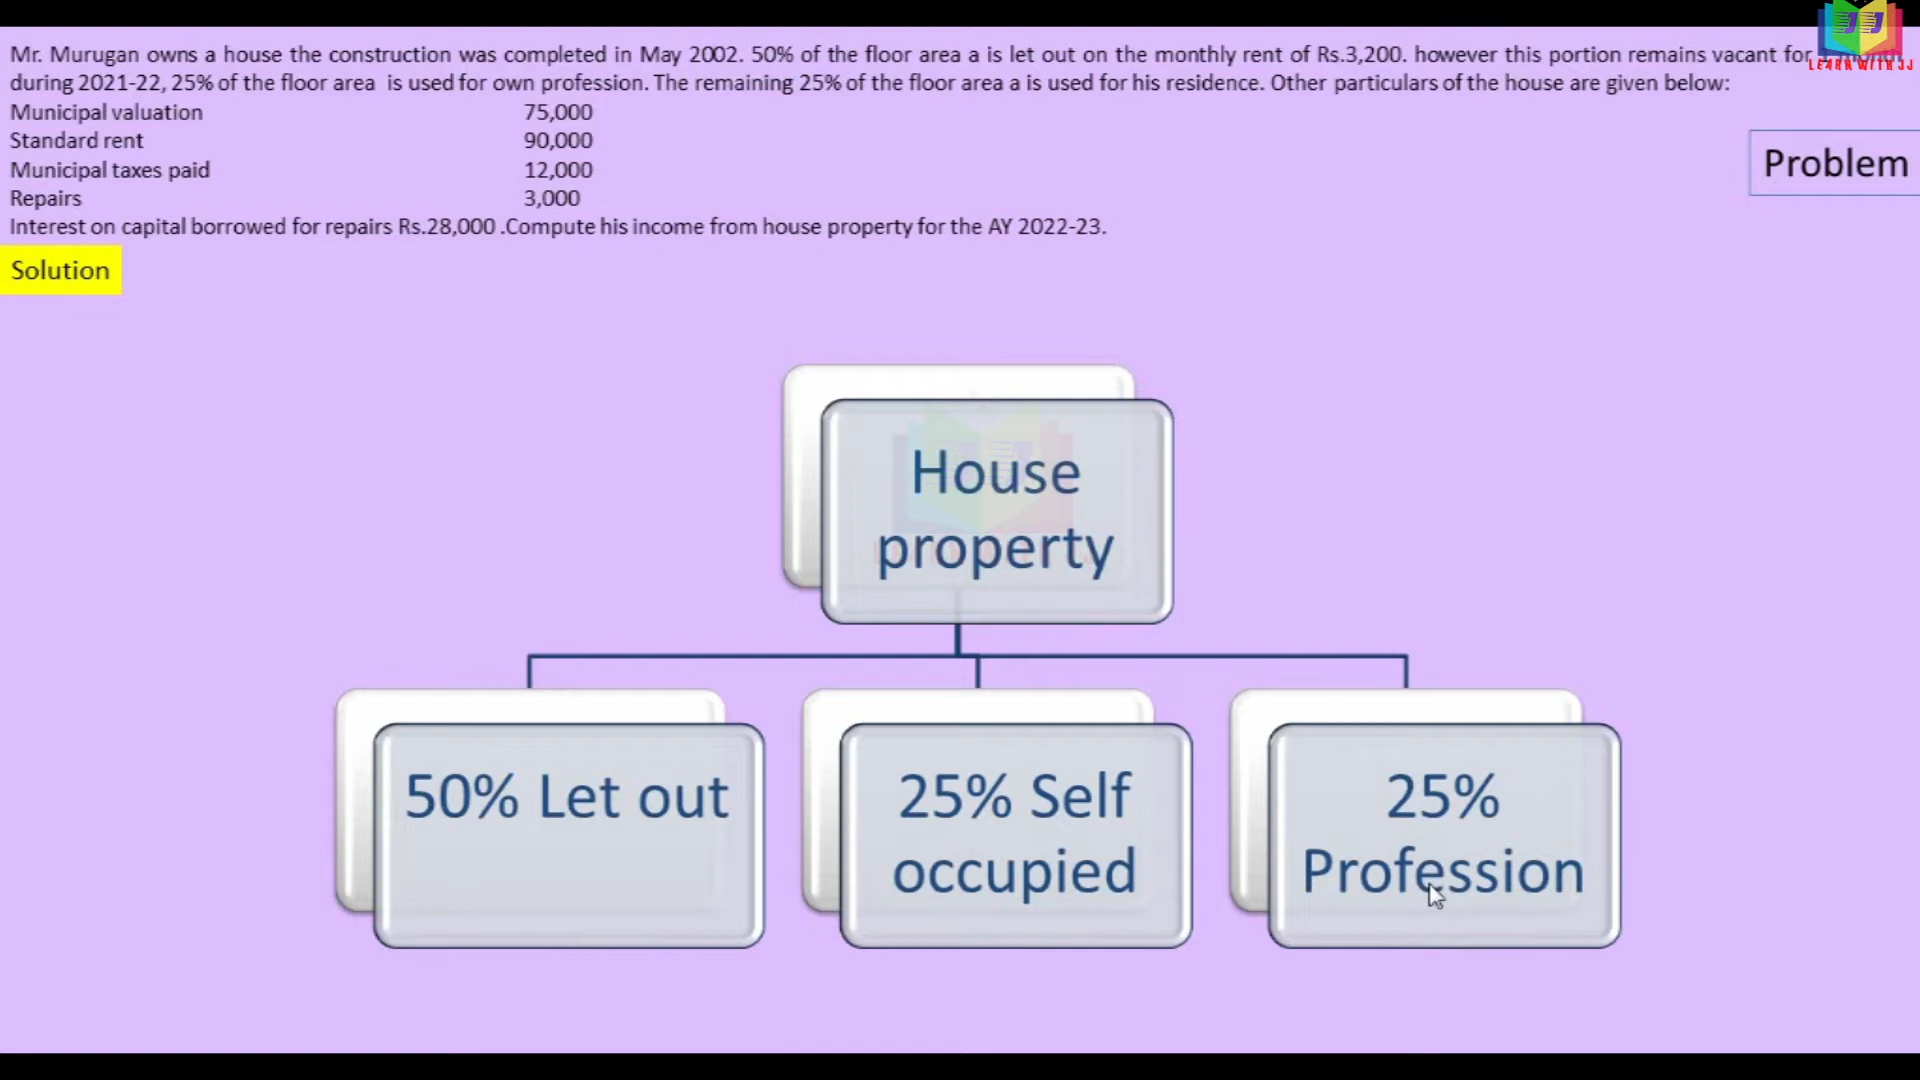 Mr. Murugan owns a house the construction was completed in May 2002. 50% of the floor area a is let out on the monthly rent of Rs.3,200. however this portion remains vacant for
during 2021-22, 25% of the floor area is used for own profession. The remaining 25% of the floor area a is used for his residence. Other particulars of the house are given below:
Municipal valuation 75,000
Standard rent 90,000
Municipal taxes paid 12,000
Repairs 3,000
Interest on capital borrowed for repairs Rs.28,000 .Compute his income from house property for the AY 2022-23.
LEARN WITH JJ
Problem
Solution
House
property
50% Let out
25% Self
occupied
25%
Profession